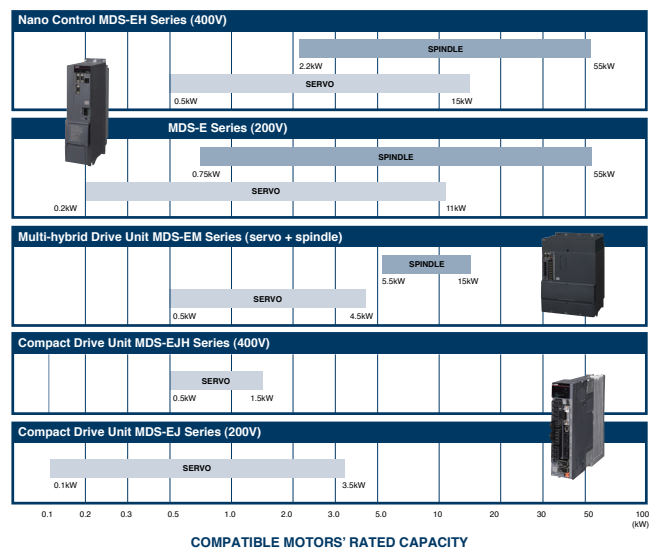 Nano Control MDS-EH Series (400V)
SPINDLE
2.2kW 55kW
SERVO
0.5kW 15kW
MDS-E Series (200V)
SPINDLE
0.75kW 55kW
SERVO
0.2kW 11kW
Multi-hybrid Drive Unit MDS-EM Series (servo + spindle)
SPINDLE
5.5kW 15kW
SERVO
0.5kW 4.5kW
Compact Drive Unit MDS-EJH Series (400V)
SERVO
0.5kW 1.5kW
Compact Drive Unit MDS-EJ Series (200V)
SERVO
0.1kW 3.5kW
0.1 0.2 0.3 0.5 1.0 2.0 3.0 5.0 10 20 30 50 100
(kW)
COMPATIBLE MOTORS' RATED CAPACITY